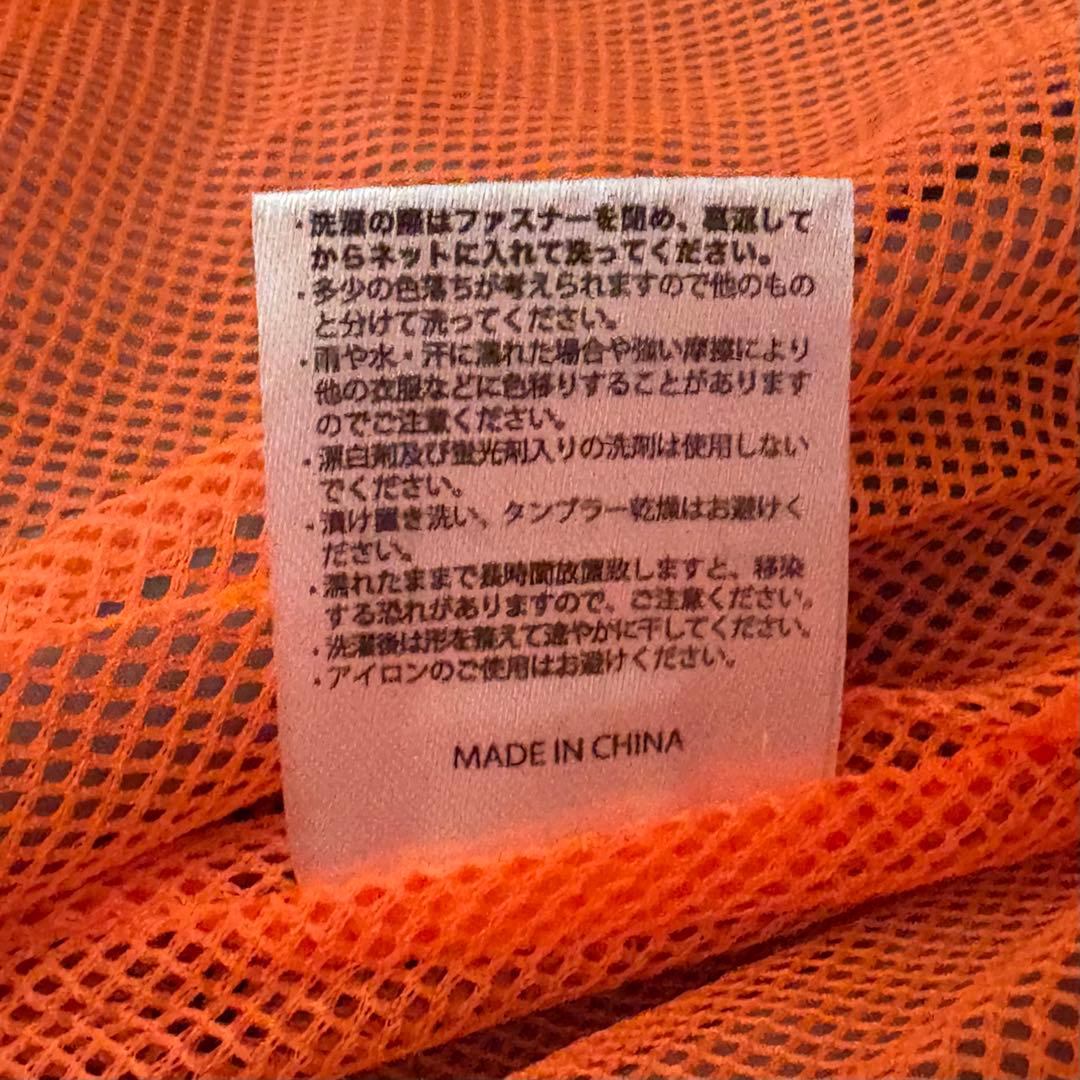 ・洗濯の際はファスナーを閉め、裏返して
からネットに入れて洗ってください。
・多少の色落ちが考えられますので他のもの
と分けて洗ってください。
・雨や水・汗に濡れた場合や強い摩擦により
他の衣服などに色移りすることがあります
のでご注意ください。
・漂白剤及び蛍光剤入りの洗剤は使用しない
でください。
・漬け置き洗い、タンブラー乾燥はお避けく
ださい。
・濡れたままで長時間放置致しますと、移染
する恐れがありますので、ご注意ください。
・洗濯後は形を整えて速やかに干してください。
・アイロンのご使用はお避けください。
MADE IN CHINA